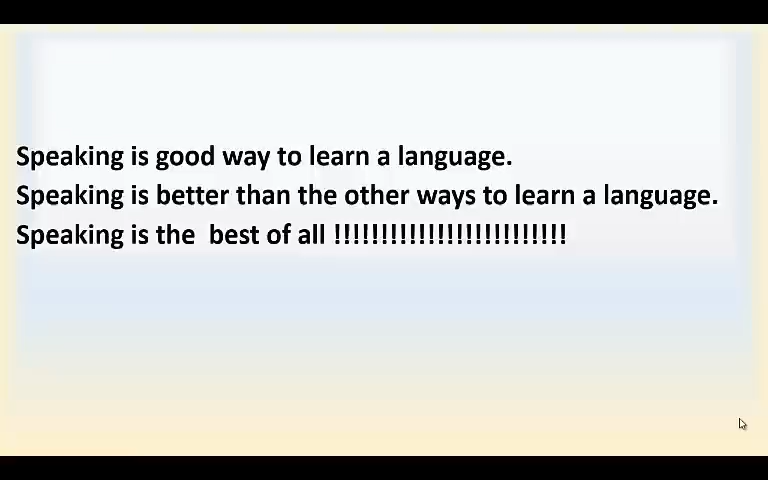 Speaking is good way to learn a language.
Speaking is better than the other ways to learn a language.
Speaking is the  best of all !!!!!!!!!!!!!!!!!!!!!!!!!